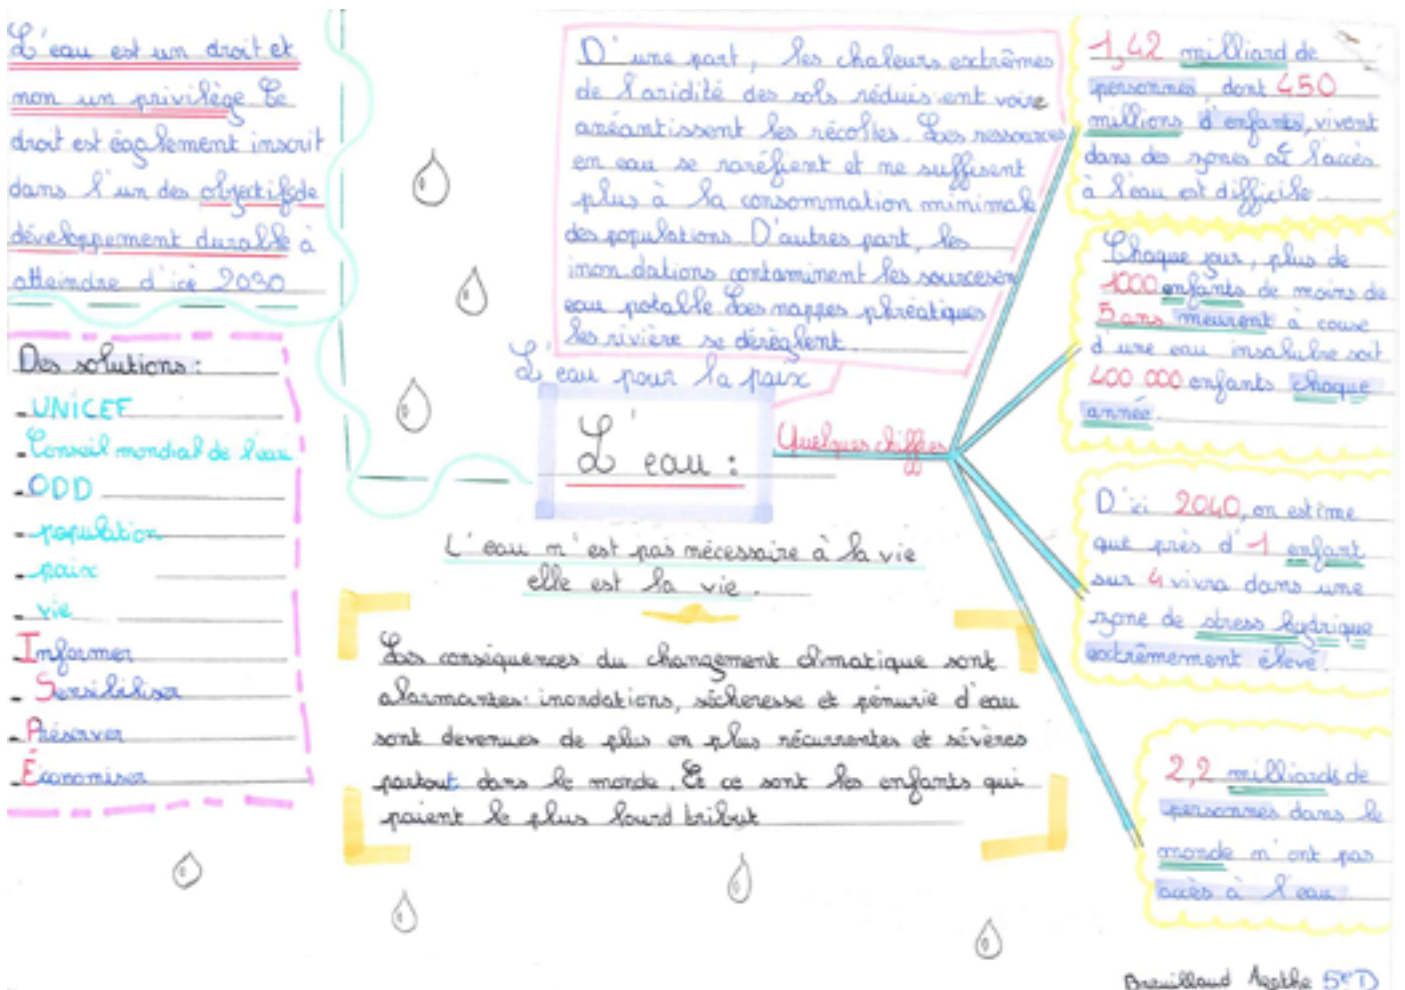 L'eau est un droit et
non un privilège Ce
droit est également inscrit
dans l'un des objectifs de
développement durable à
atteindre d'ici 2030
Des solutions :
- UNICEF
- Conseil mondial de l'eau
- ODD
- population
- paix
- vie
- Informer
- Sensibiliser
- Préserver
- Économiser
D'une part, les chaleurs extrêmes
de l'aridité des sols réduisent voire
anéantissent les récoltes. Les ressources
en eau se raréfient et ne suffisent
plus à la consommation minimale
des populations. D'autres part, les
inondations contaminent les sources en
eau potable Les nappes phréatiques
les rivière se dérèglent.
L'eau pour la paix
L'eau :
Quelques chiffres
L'eau n'est pas nécessaire à la vie
elle est la vie.
Les conséquences du changement climatique sont
alarmantes: inondations, sécheresse et pénurie d'eau
sont devenues de plus en plus récurrentes et sévères
partout dans le monde. Et ce sont les enfants qui
paient le plus lourd tribut
1,42 milliard de
personnes dont 450
millions d'enfants, vivent
dans des zones où l'accès
à l'eau est difficile.
Chaque jour, plus de
1000 enfants de moins de
5 ans meurent à cause
d'une eau insalubre soit
400 000 enfants chaque
année.
D'ici 2040, on estime
que près d'1 enfant
sur 4 vivra dans une
zone de stress hydrique
extrêmement élevé.
2,2 milliards de
personnes dans le
monde n'ont pas
accès à l'eau.
Breuillaud Agathe 5e D